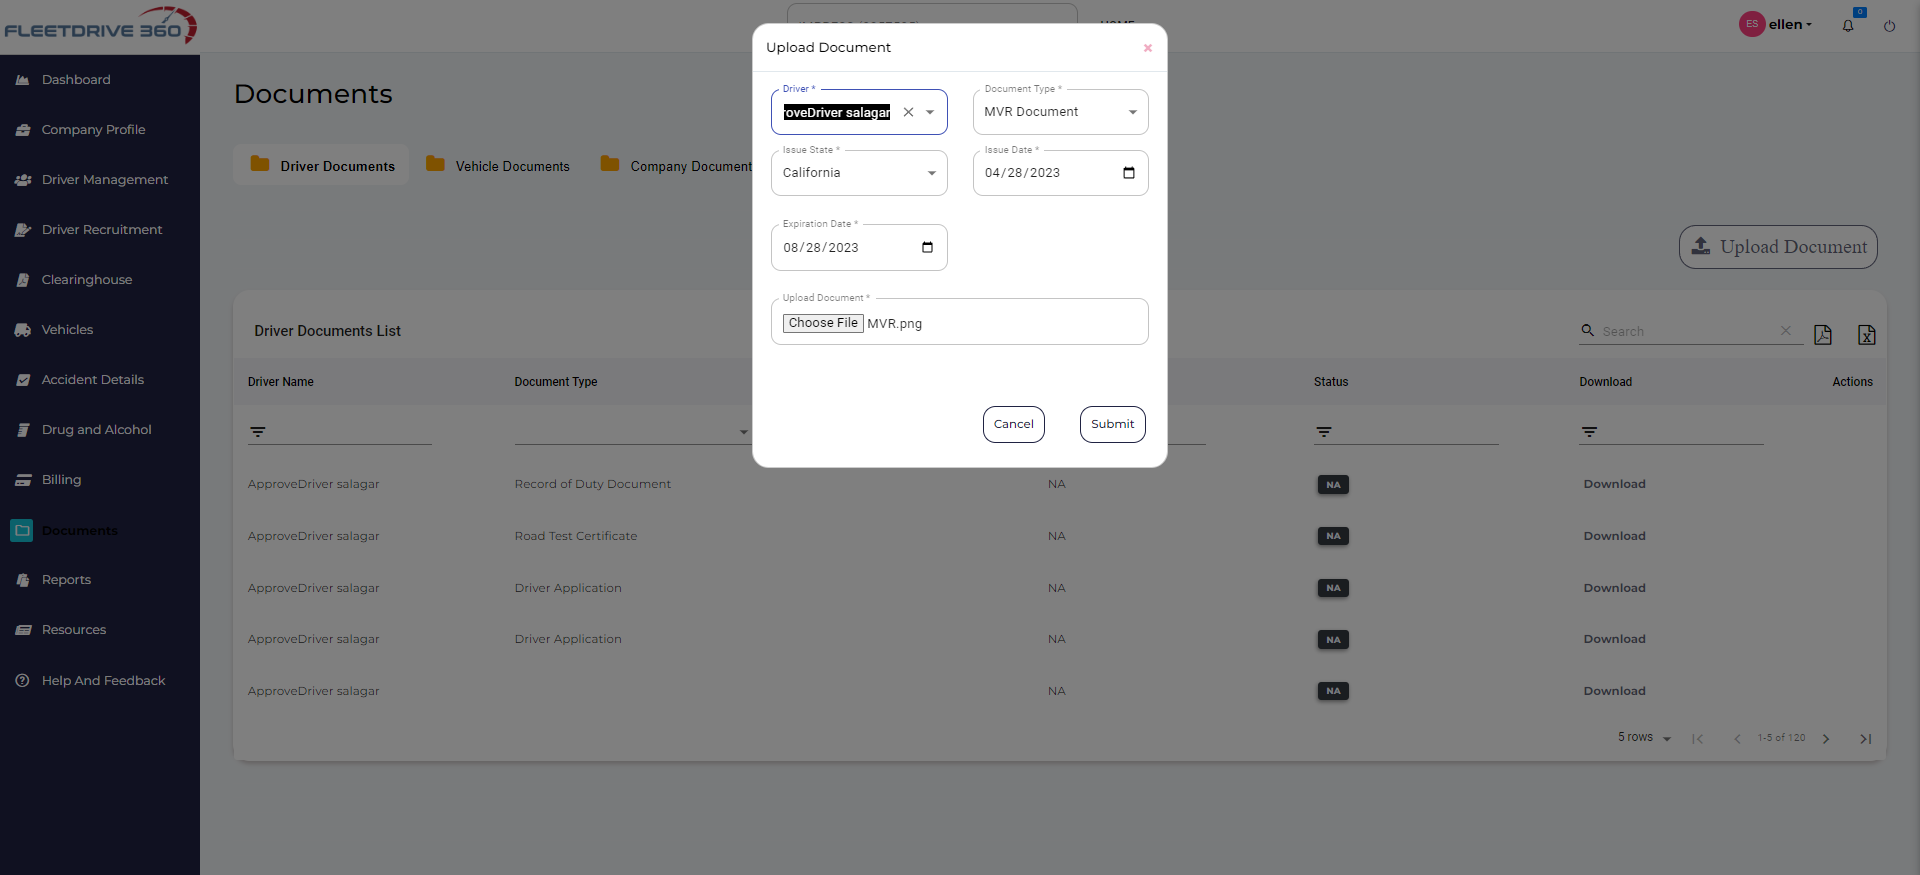 FLEETDRIVE 360
ES ellen
0
Dashboard
Company Profile
Driver Management
Driver Recruitment
Clearinghouse
Vehicles
Accident Details
Drug and Alcohol
Billing
Documents
Reports
Resources
Help And Feedback
Documents
Driver Documents
Vehicle Documents
Company Document
Upload Document
Driver Documents List
Search
Driver Name
Document Type
Status
Download
Actions
ApproveDriver salagar Record of Duty Document NA NA Download
ApproveDriver salagar Road Test Certificate NA NA Download
ApproveDriver salagar Driver Application NA NA Download
ApproveDriver salagar Driver Application NA NA Download
ApproveDriver salagar NA NA Download
5 rows 1-5 of 120
Upload Document
Driver *
roveDriver salagar
Document Type *
MVR Document
Issue State *
California
Issue Date *
04/28/2023
Expiration Date *
08/28/2023
Upload Document *
Choose File MVR.png
Cancel
Submit